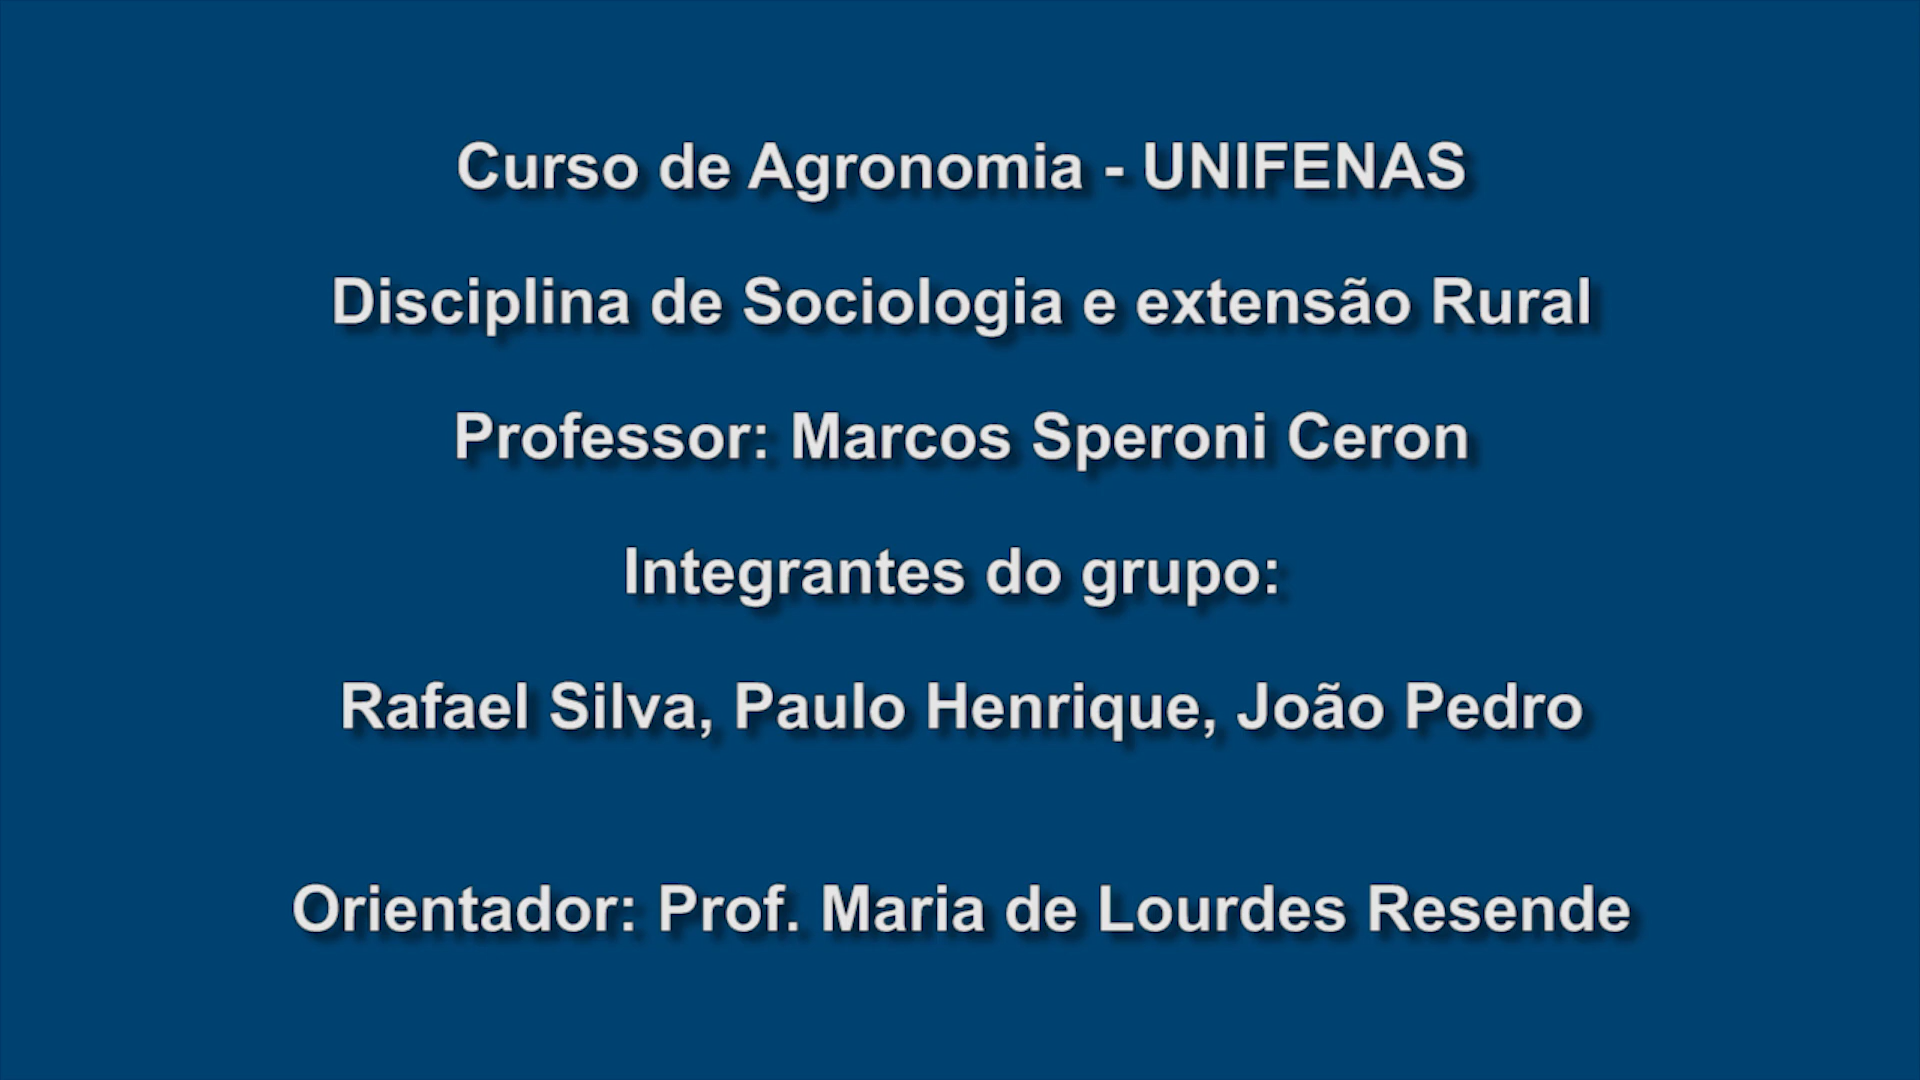 Curso de Agronomia - UNIFENAS
Disciplina de Sociologia e extensão Rural
Professor: Marcos Speroni Ceron
Integrantes do grupo:
Rafael Silva, Paulo Henrique, João Pedro
Orientador: Prof. Maria de Lourdes Resende